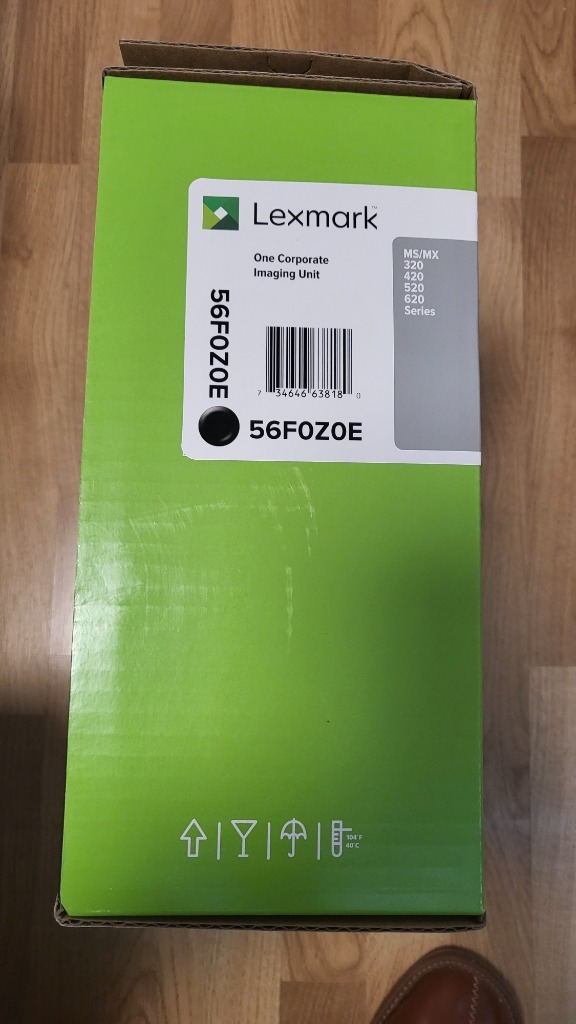 Lexmark™
One Corporate
Imaging Unit
MS/MX
320
420
520
620
Series
56F0Z0E
7 34646 63818 0
56F0Z0E
104°F
40°C